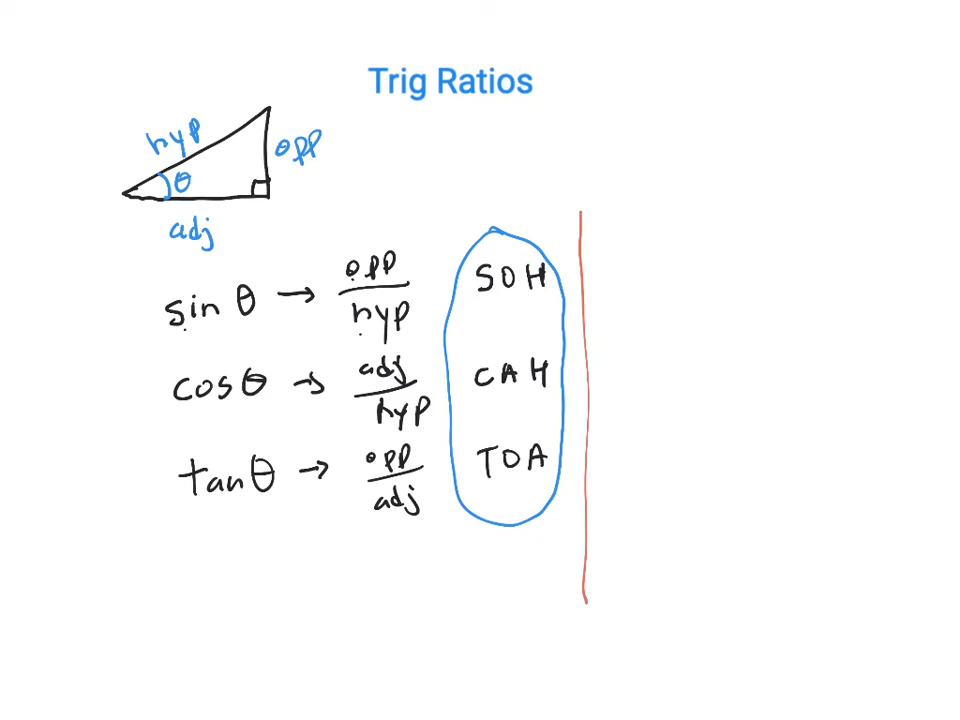 Trig Ratios
hyp
opp
θ
adj
sin θ → opp/hyp SOH
cos θ → adj/hyp CAH
tan θ → opp/adj TOA